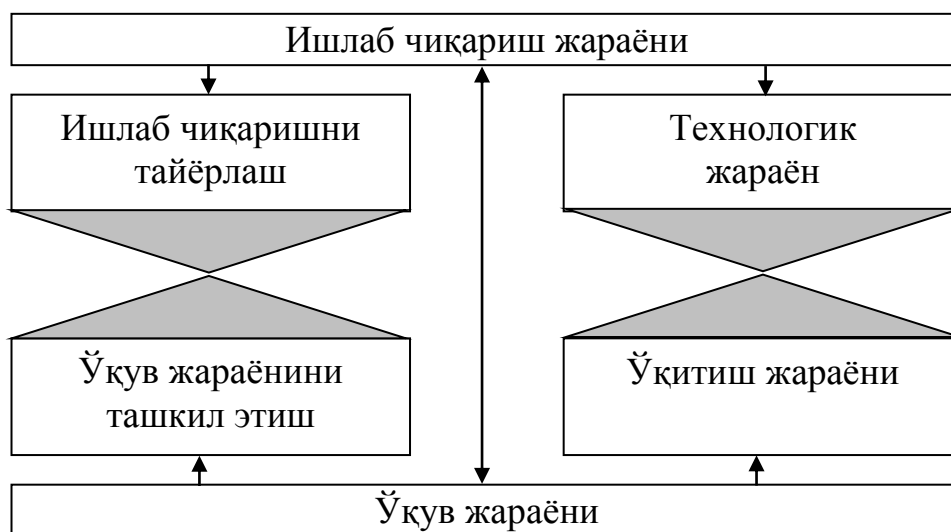 Ишлаб чиқариш жараёни
Ишлаб чиқаришни
тайёрлаш
Технологик
жараён
Ўқув жараёнини
ташкил этиш
Ўқитиш жараёни
Ўқув жараёни